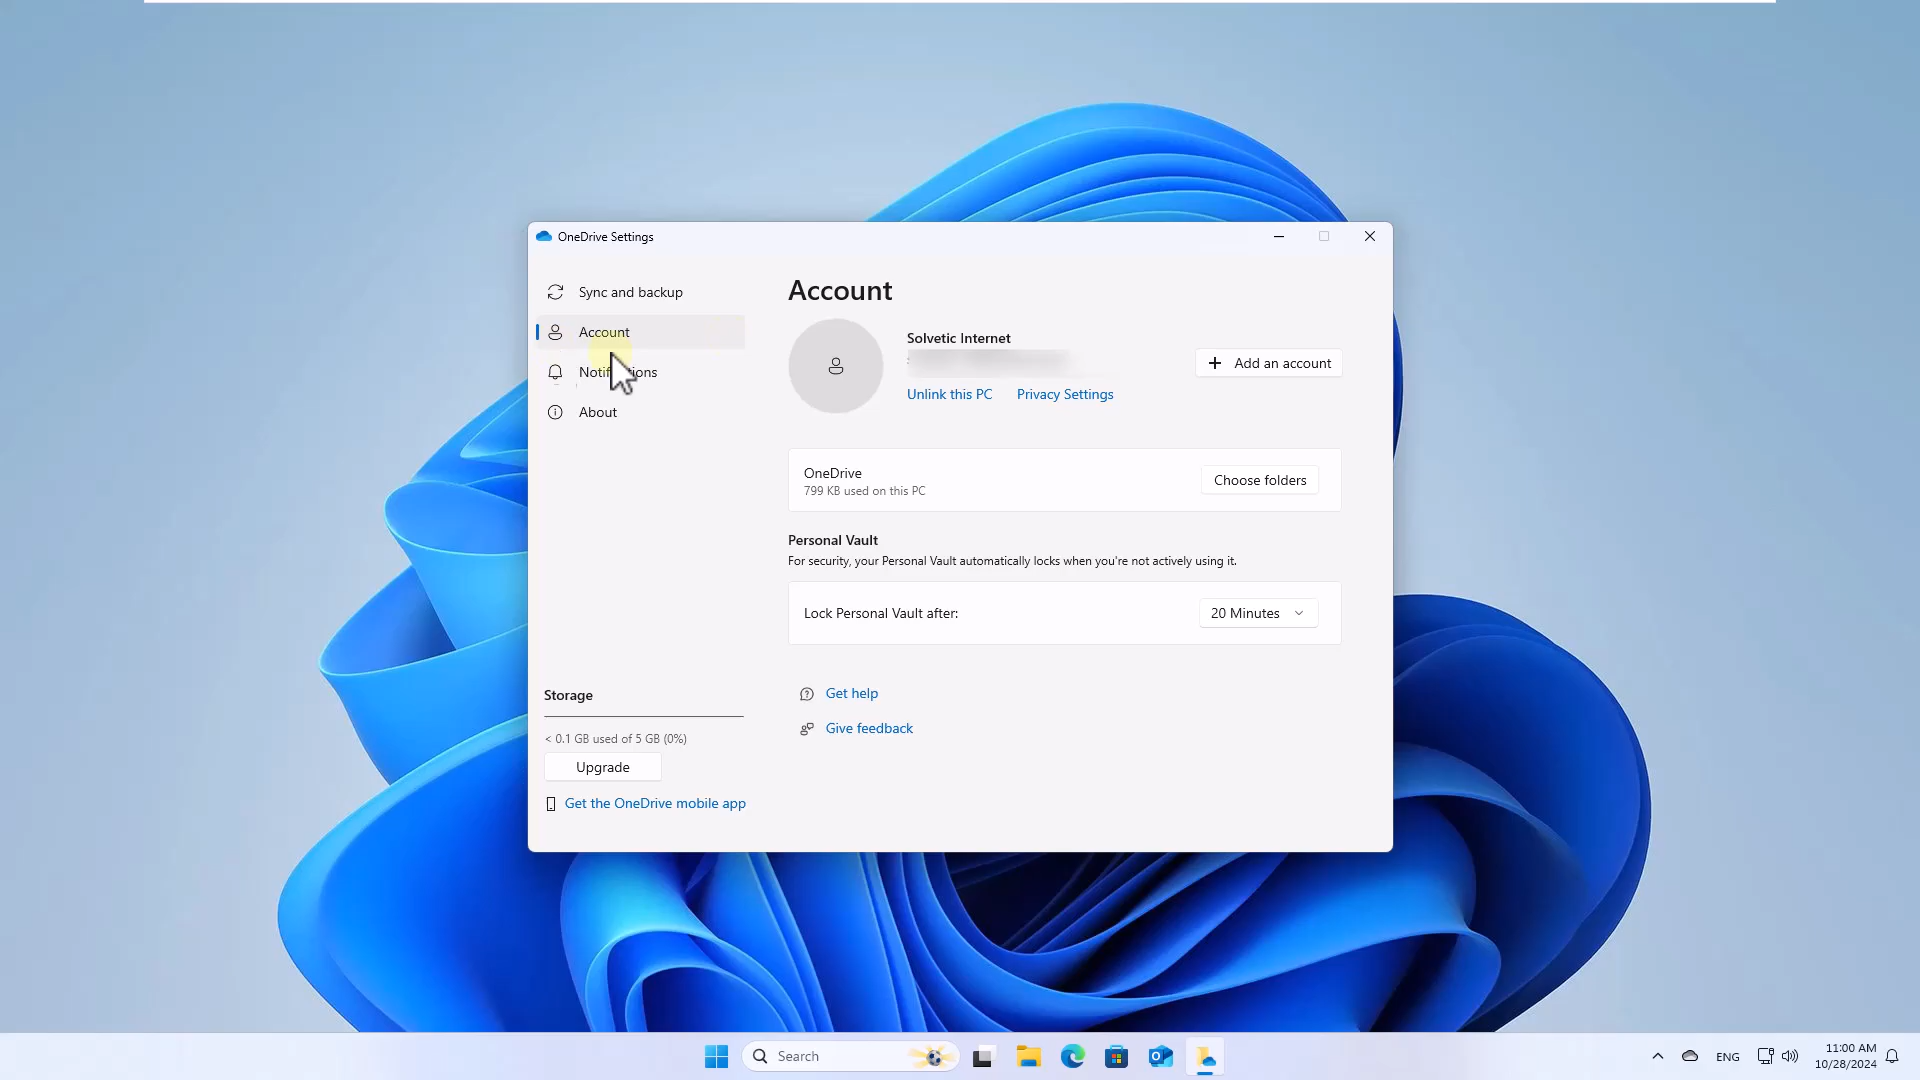 OneDrive Settings
Sync and backup
Account
Notifications
About
Account
Solvetic Internet
Unlink this PC
Privacy Settings
Add an account
OneDrive
799 KB used on this PC
Choose folders
Personal Vault
For security, your Personal Vault automatically locks when you're not actively using it.
Lock Personal Vault after:
20 Minutes
Get help
Give feedback
Storage
< 0.1 GB used of 5 GB (0%)
Upgrade
Get the OneDrive mobile app
Search
ENG
11:00 AM
10/28/2024